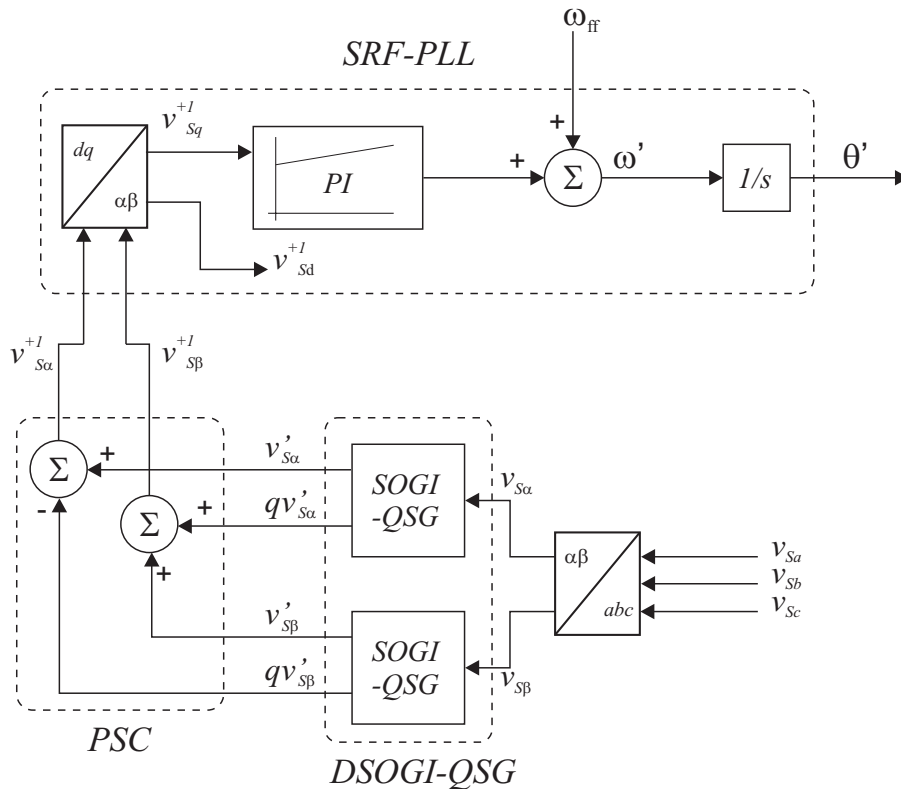 ω_ff
SRF-PLL
v^{+1}_{Sq}
+
dq
αβ
PI
+
Σ
ω'
1/s
θ'
v^{+1}_{Sd}
v^{+1}_{Sα}
v^{+1}_{Sβ}
Σ
+
-
v'_{Sα}
SOGI
-QSG
v_{Sα}
Σ
+
+
qv'_{Sα}
αβ
abc
v_{Sa}
v_{Sb}
v_{Sc}
v'_{Sβ}
SOGI
-QSG
qv'_{Sβ}
v_{Sβ}
PSC
DSOGI-QSG